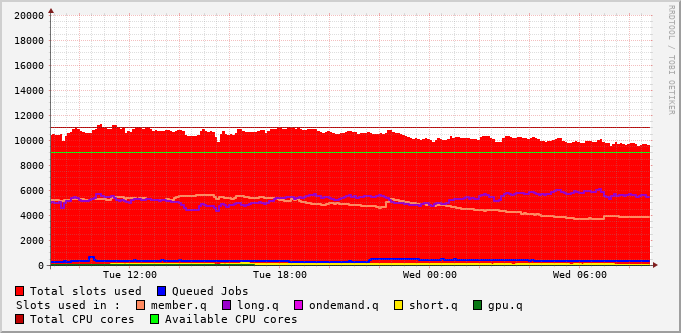 RRDTOOL / TOBI OETIKER
20000
18000
16000
14000
12000
10000
8000
6000
4000
2000
0
Tue 12:00 Tue 18:00 Wed 00:00 Wed 06:00
Total slots used Queued Jobs
Slots used in : member.q long.q ondemand.q short.q gpu.q
Total CPU cores Available CPU cores